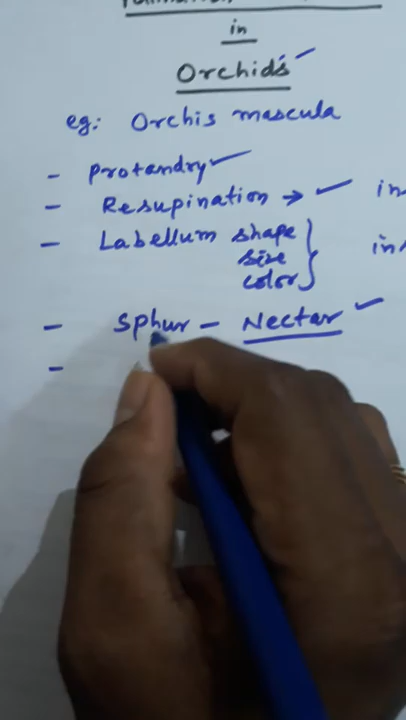 in
Orchids
eg: Orchis mascula
- Protandry
- Resupination → in
- Labellum shape
size
color
in
- Sphur - Nectar
-